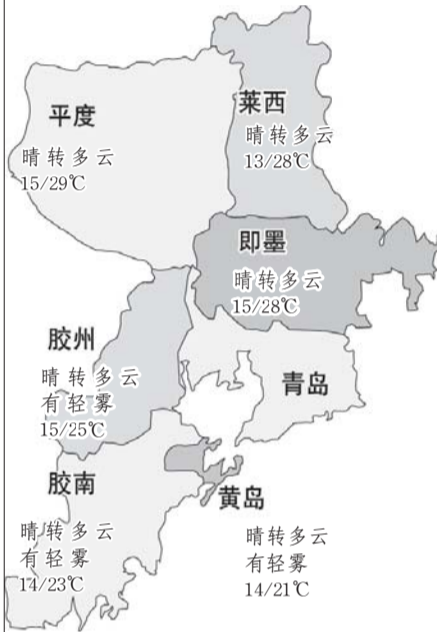 平度
晴转多云
15/29℃
莱西
晴转多云
13/28℃
即墨
晴转多云
15/28℃
胶州
晴转多云
有轻雾
15/25℃
青岛
胶南
晴转多云
有轻雾
14/23℃
黄岛
晴转多云
有轻雾
14/21℃